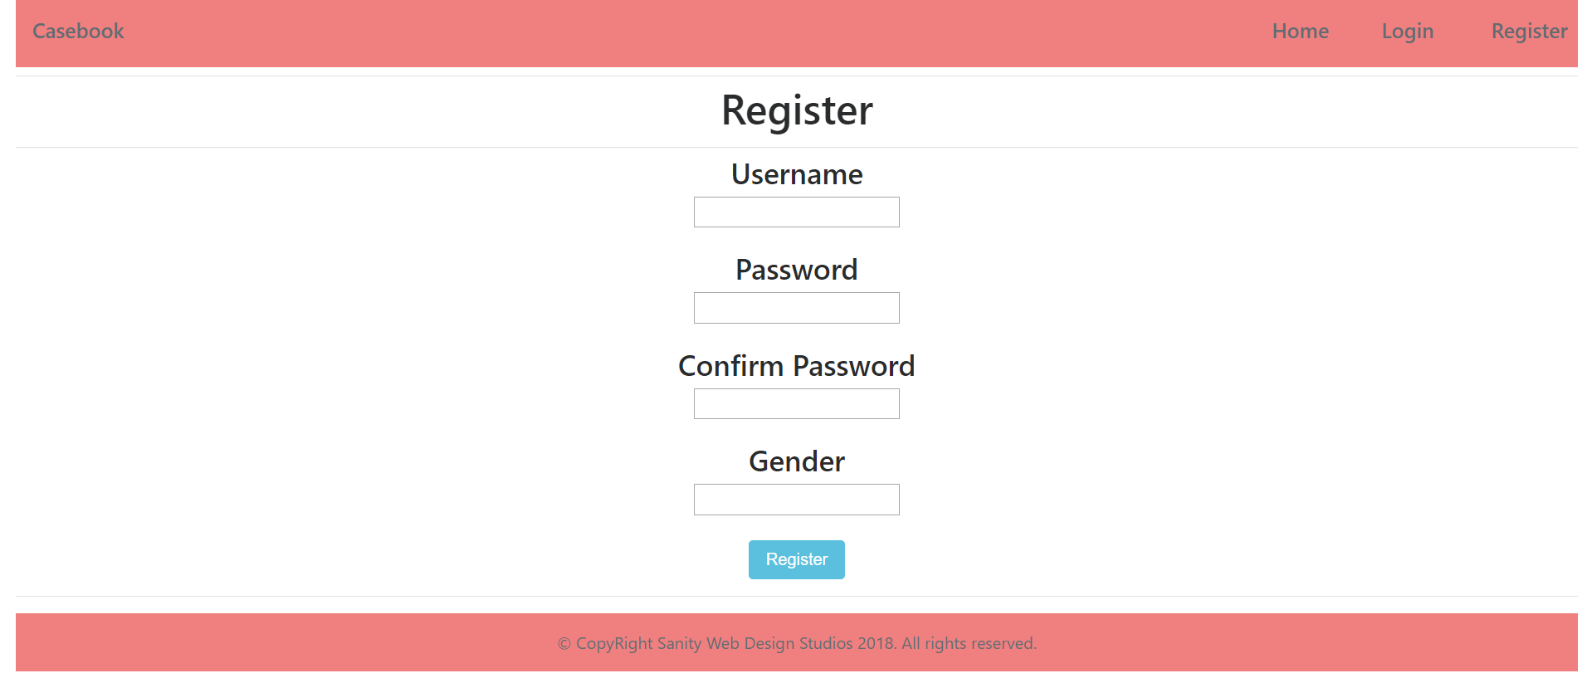 Casebook Home Login Register
Register
Username
Password
Confirm Password
Gender
Register
© CopyRight Sanity Web Design Studios 2018. All rights reserved.